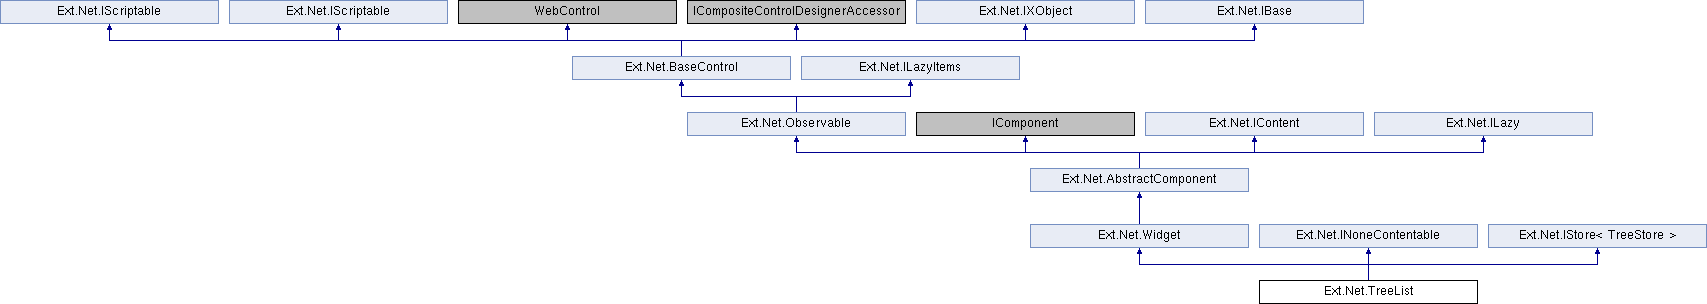 Ext.Net.IScriptable
Ext.Net.IScriptable
WebControl
ICompositeControlDesignerAccessor
Ext.Net.IXObject
Ext.Net.IBase
Ext.Net.BaseControl
Ext.Net.ILazyItems
Ext.Net.Observable
IComponent
Ext.Net.IContent
Ext.Net.ILazy
Ext.Net.AbstractComponent
Ext.Net.Widget
Ext.Net.INoneContentable
Ext.Net.IStore< TreeStore >
Ext.Net.TreeList